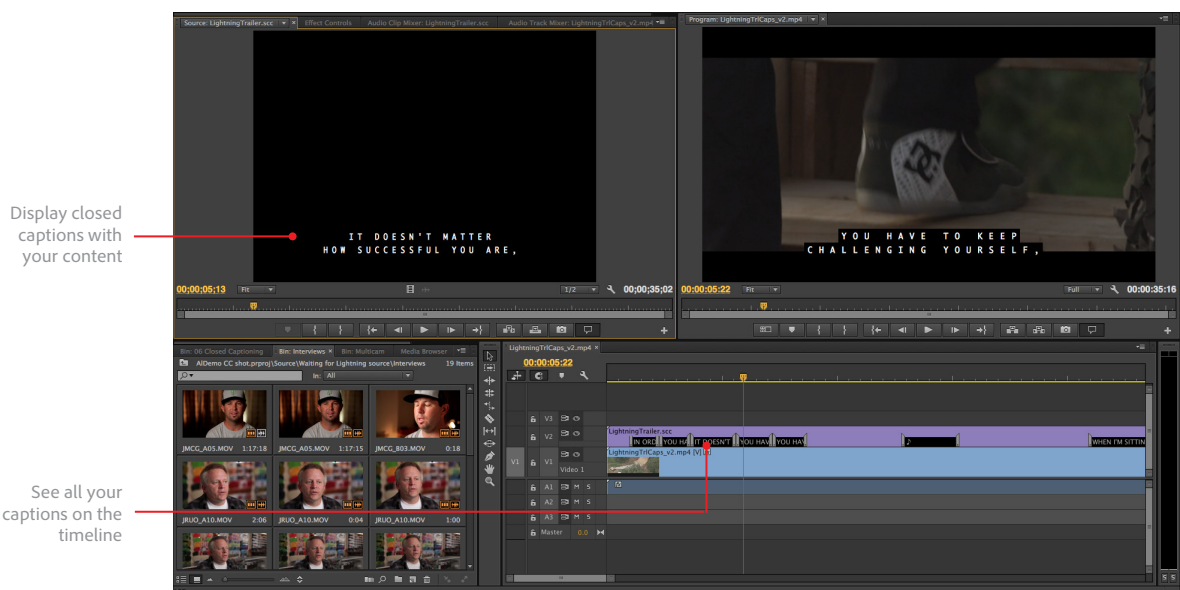 Source: LightningTrailer.scc
Effect Controls
Audio Clip Mixer: LightningTrailer.scc
Audio Track Mixer: LightningTrlCaps_v2.mp4
Program: LightningTrlCaps_v2.mp4
Display closed
captions with
your content
IT DOESN'T MATTER
HOW SUCCESSFUL YOU ARE,
YOU HAVE TO KEEP
CHALLENGING YOURSELF,
00;00;05;13 Fit 1/2 00;00;35;02
00:00:05:22 Fit Full 00:00:35:16
Bin: 06 Closed Captioning
Bin: Interviews
Bin: Multicam
Media Browser
AIDemo CC shot.prproj\Source\Waiting for Lightning source\Interviews 19 Items
In: All
JMCG_A05.MOV 1:17:18
JMCG_A05.MOV 1:17:15
JMCG_B03.MOV 0:18
JRUO_A10.MOV 2:06
JRUO_A10.MOV 0:04
JRUO_A10.MOV 1:00
See all your
captions on the
timeline
LightningTrlCaps_v2.mp4
00:00:05:22
V3
V2
LightningTrailer.scc
IN ORD
YOU HA
IT DOESN'T
YOU HAV
YOU HAV
♪
WHEN I'M SITTIN
V1 V1
Video 1
LightningTrlCaps_v2.mp4 [V]
A1 M S
A2 M S
A3 M S
Master 0.0
S S